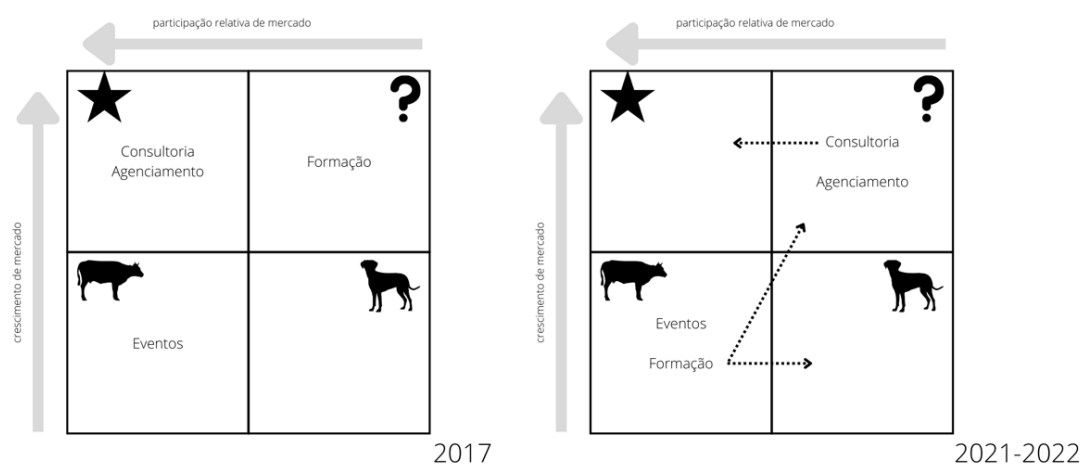 participação relativa de mercado
crescimento de mercado
?
Consultoria
Agenciamento
Formação
Eventos
2017
participação relativa de mercado
crescimento de mercado
?
Consultoria
Agenciamento
Eventos
Formação
2021-2022